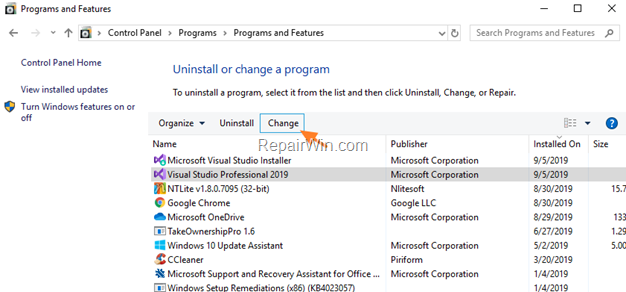 Programs and Features
Control Panel > Programs > Programs and Features
Search Programs and Features
Control Panel Home
View installed updates
Turn Windows features on or
off
Uninstall or change a program
To uninstall a program, select it from the list and then click Uninstall, Change, or Repair.
Organize Uninstall Change
RepairWin.com
Name Publisher Installed On Size
Microsoft Visual Studio Installer Microsoft Corporation 9/5/2019
Visual Studio Professional 2019 Microsoft Corporation 9/5/2019
NTLite v1.8.0.7095 (32-bit) Nlitesoft 8/30/2019 15.7
Google Chrome Google LLC 8/30/2019
Microsoft OneDrive Microsoft Corporation 8/29/2019 133
TakeOwnershipPro 1.6 6/27/2019 1.29
Windows 10 Update Assistant Microsoft Corporation 5/2/2019 5.00
CCleaner Piriform 3/20/2019
Microsoft Support and Recovery Assistant for Office ... Microsoft Corporation 1/4/2019
Windows Setup Remediations (x86) (KB4023057) 1/4/2019